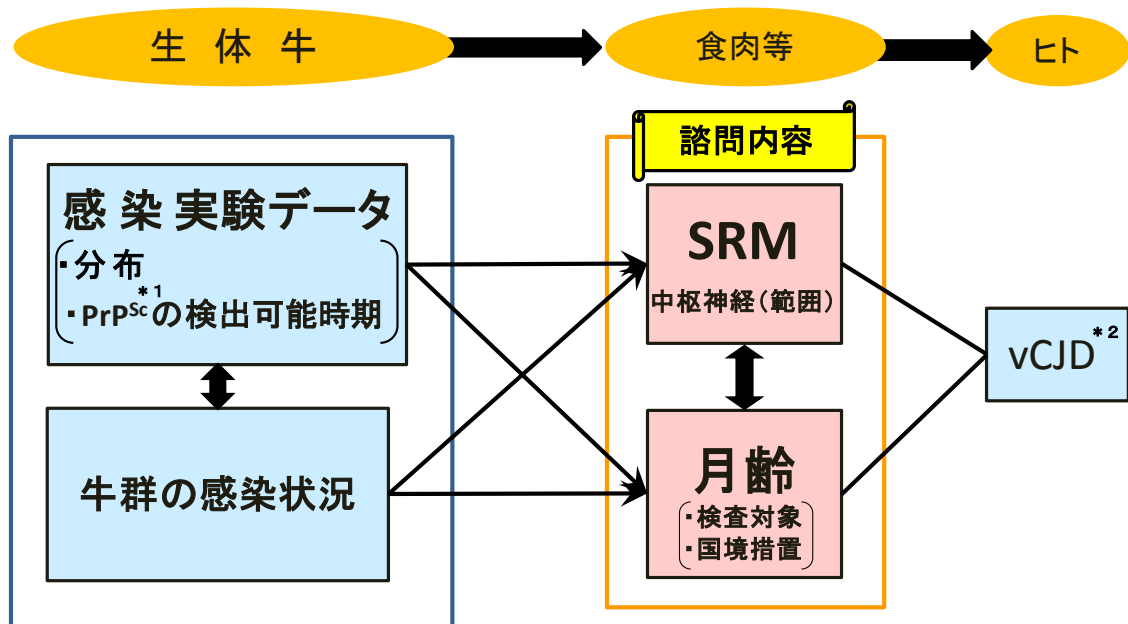 生 体 牛
食肉等
ヒト
諮問内容
感 染 実験データ
・分 布
・PrPSc*1の検出可能時期
牛群の感染状況
SRM
中枢神経（範囲）
月齢
・検査対象
・国境措置
vCJD*2